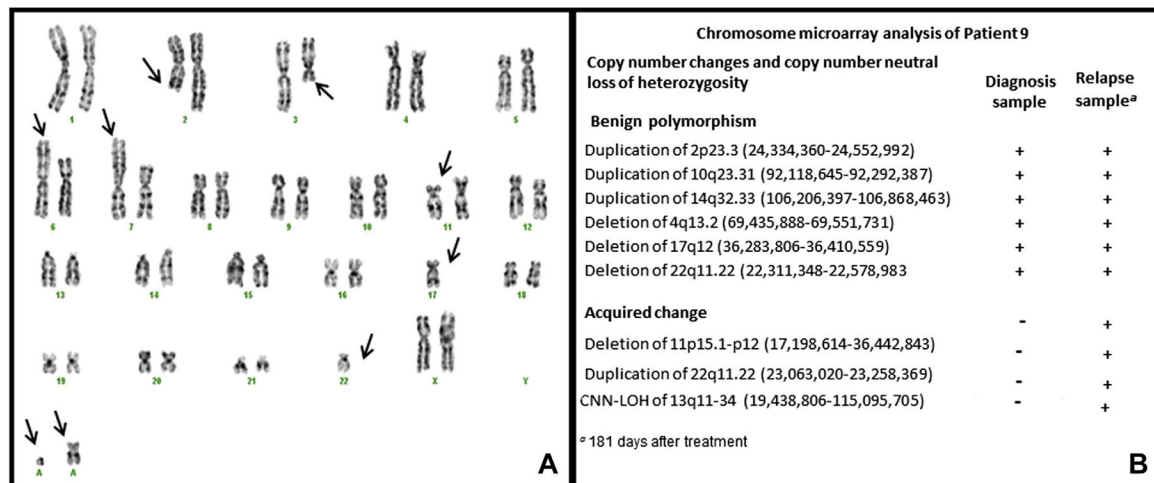 1
2
3
4
5
6
7
8
9
10
11
12
13
14
15
16
17
18
19
20
21
22
X
Y
A
A
A
Chromosome microarray analysis of Patient 9
Copy number changes and copy number neutral
loss of heterozygosity
Diagnosis
sample
Relapse
sampleᵃ
Benign polymorphism
Duplication of 2p23.3 (24,334,360-24,552,992) + +
Duplication of 10q23.31 (92,118,645-92,292,387) + +
Duplication of 14q32.33 (106,206,397-106,868,463) + +
Deletion of 4q13.2 (69,435,888-69,551,731) + +
Deletion of 17q12 (36,283,806-36,410,559) + +
Deletion of 22q11.22 (22,311,348-22,578,983 + +
Acquired change - +
Deletion of 11p15.1-p12 (17,198,614-36,442,843) - +
Duplication of 22q11.22 (23,063,020-23,258,369) - +
CNN-LOH of 13q11-34 (19,438,806-115,095,705) - +
ᵃ 181 days after treatment
B